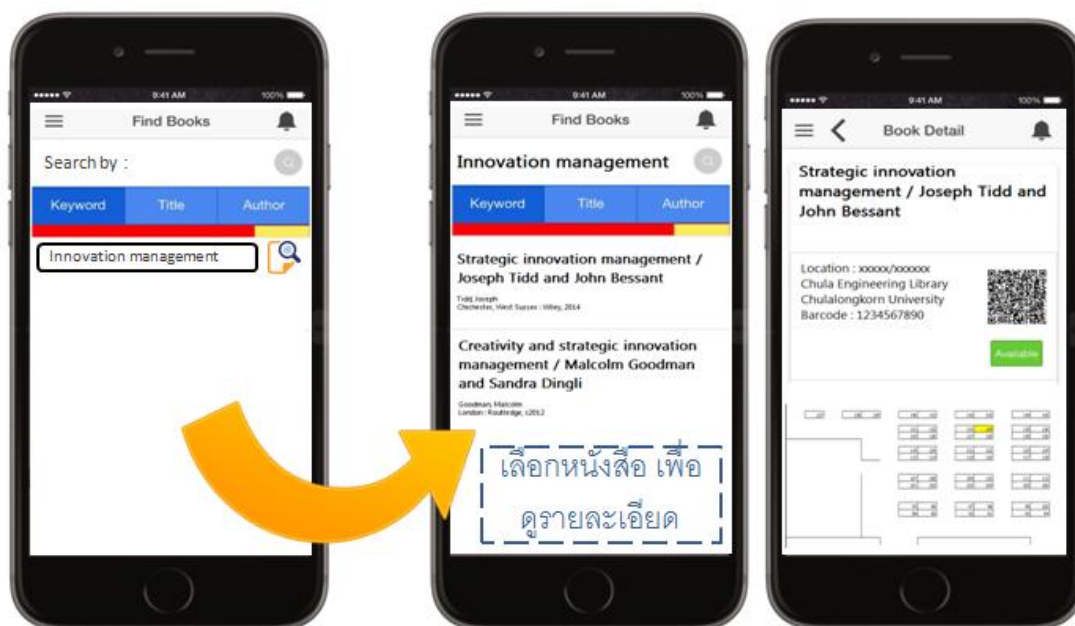 9:41 AM 100%
Find Books
Search by :
Keyword Title Author
Innovation management
9:41 AM 100%
Find Books
Innovation management
Keyword Title Author
Strategic innovation management /
Joseph Tidd and John Bessant
Tidd, Joseph
Chichester, West Sussex : Wiley, 2014
Creativity and strategic innovation
management / Malcolm Goodman
and Sandra Dingli
Goodman, Malcolm
London : Routledge, c2012
เลือกหนังสือ เพื่อ
ดูรายละเอียด
9:41 AM 100%
Book Detail
Strategic innovation
management / Joseph Tidd and
John Bessant
Location : xxxxx/xxxxxx
Chula Engineering Library
Chulalongkorn University
Barcode : 1234567890
Available